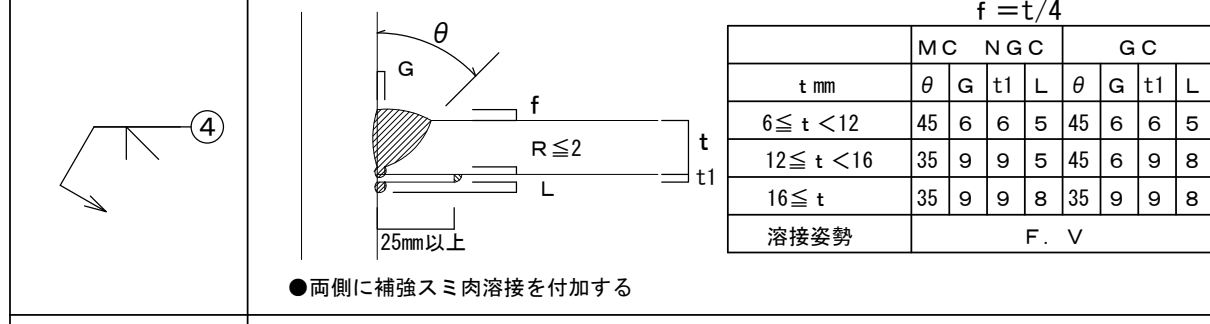 ④
θ
G
f
R≦2
t
t1
L
25mm以上
●両側に補強スミ肉溶接を付加する
f=t/4
MC NGC GC
t mm θ G t1 L θ G t1 L
6≦t<12 45 6 6 5 45 6 6 5
12≦t<16 35 9 9 5 45 6 9 8
16≦t 35 9 9 8 35 9 9 8
溶接姿勢 F. V